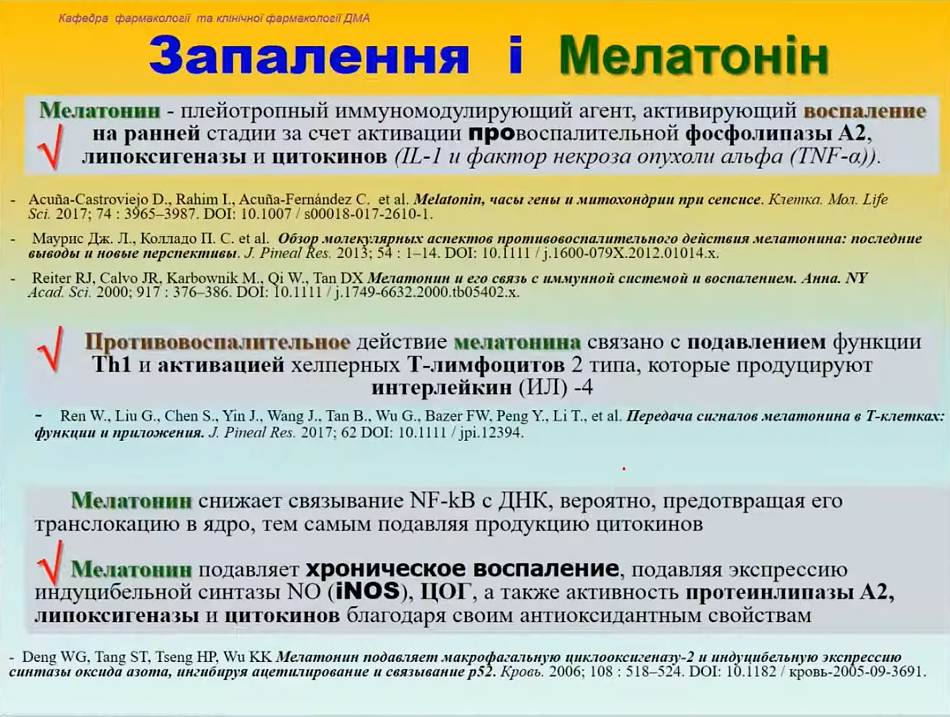 Кафедра фармакології та клінічної фармакології ДМА
Запалення і Мелатонін
Мелатонин - плейотропный иммуномодулирующий агент, активирующий воспаление
на ранней стадии за счет активации провоспалительной фосфолипазы А2,
липоксигеназы и цитокинов (IL-1 и фактор некроза опухоли альфа (TNF-α)).
- Acuña-Castroviejo D., Rahim I., Acuña-Fernández C. et al. Melatonin, часы гены и митохондрии при сепсисе. Клетка. Мол. Life
Sci. 2017; 74 : 3965–3987. DOI: 10.1007 / s00018-017-2610-1.
- Маурис Дж. Л., Колладо П. С. et al. Обзор молекулярных аспектов противовоспалительного действия мелатонина: последние
выводы и новые перспективы. J. Pineal Res. 2013; 54 : 1–14. DOI: 10.1111 / j.1600-079X.2012.01014.x.
- Reiter RJ, Calvo JR, Karbownik M., Qi W., Tan DX Мелатонин и его связь с иммунной системой и воспалением. Анна. NY
Acad. Sci. 2000; 917 : 376–386. DOI: 10.1111 / j.1749-6632.2000.tb05402.x.
Противовоспалительное действие мелатонина связано с подавлением функции
Th1 и активацией хелперных Т-лимфоцитов 2 типа, которые продуцируют
интерлейкин (ИЛ) -4
- Ren W., Liu G., Chen S., Yin J., Wang J., Tan B., Wu G., Bazer FW, Peng Y., Li T., et al. Передача сигналов мелатонина в Т-клетках:
функции и приложения. J. Pineal Res. 2017; 62 DOI: 10.1111 / jpi.12394.
Мелатонин снижает связывание NF-kB с ДНК, вероятно, предотвращая его
транслокацию в ядро, тем самым подавляя продукцию цитокинов
Мелатонин подавляет хроническое воспаление, подавляя экспрессию
индуцибельной синтазы NO (iNOS), ЦОГ, а также активность протеинлипазы А2,
липоксигеназы и цитокинов благодаря своим антиоксидантным свойствам
- Deng WG, Tang ST, Tseng HP, Wu KK Мелатонин подавляет макрофагальную циклооксигеназу-2 и индуцибельную экспрессию
синтазы оксида азота, ингибируя ацетилирование и связывание p52. Кровь. 2006; 108 : 518–524. DOI: 10.1182 / кровь-2005-09-3691.